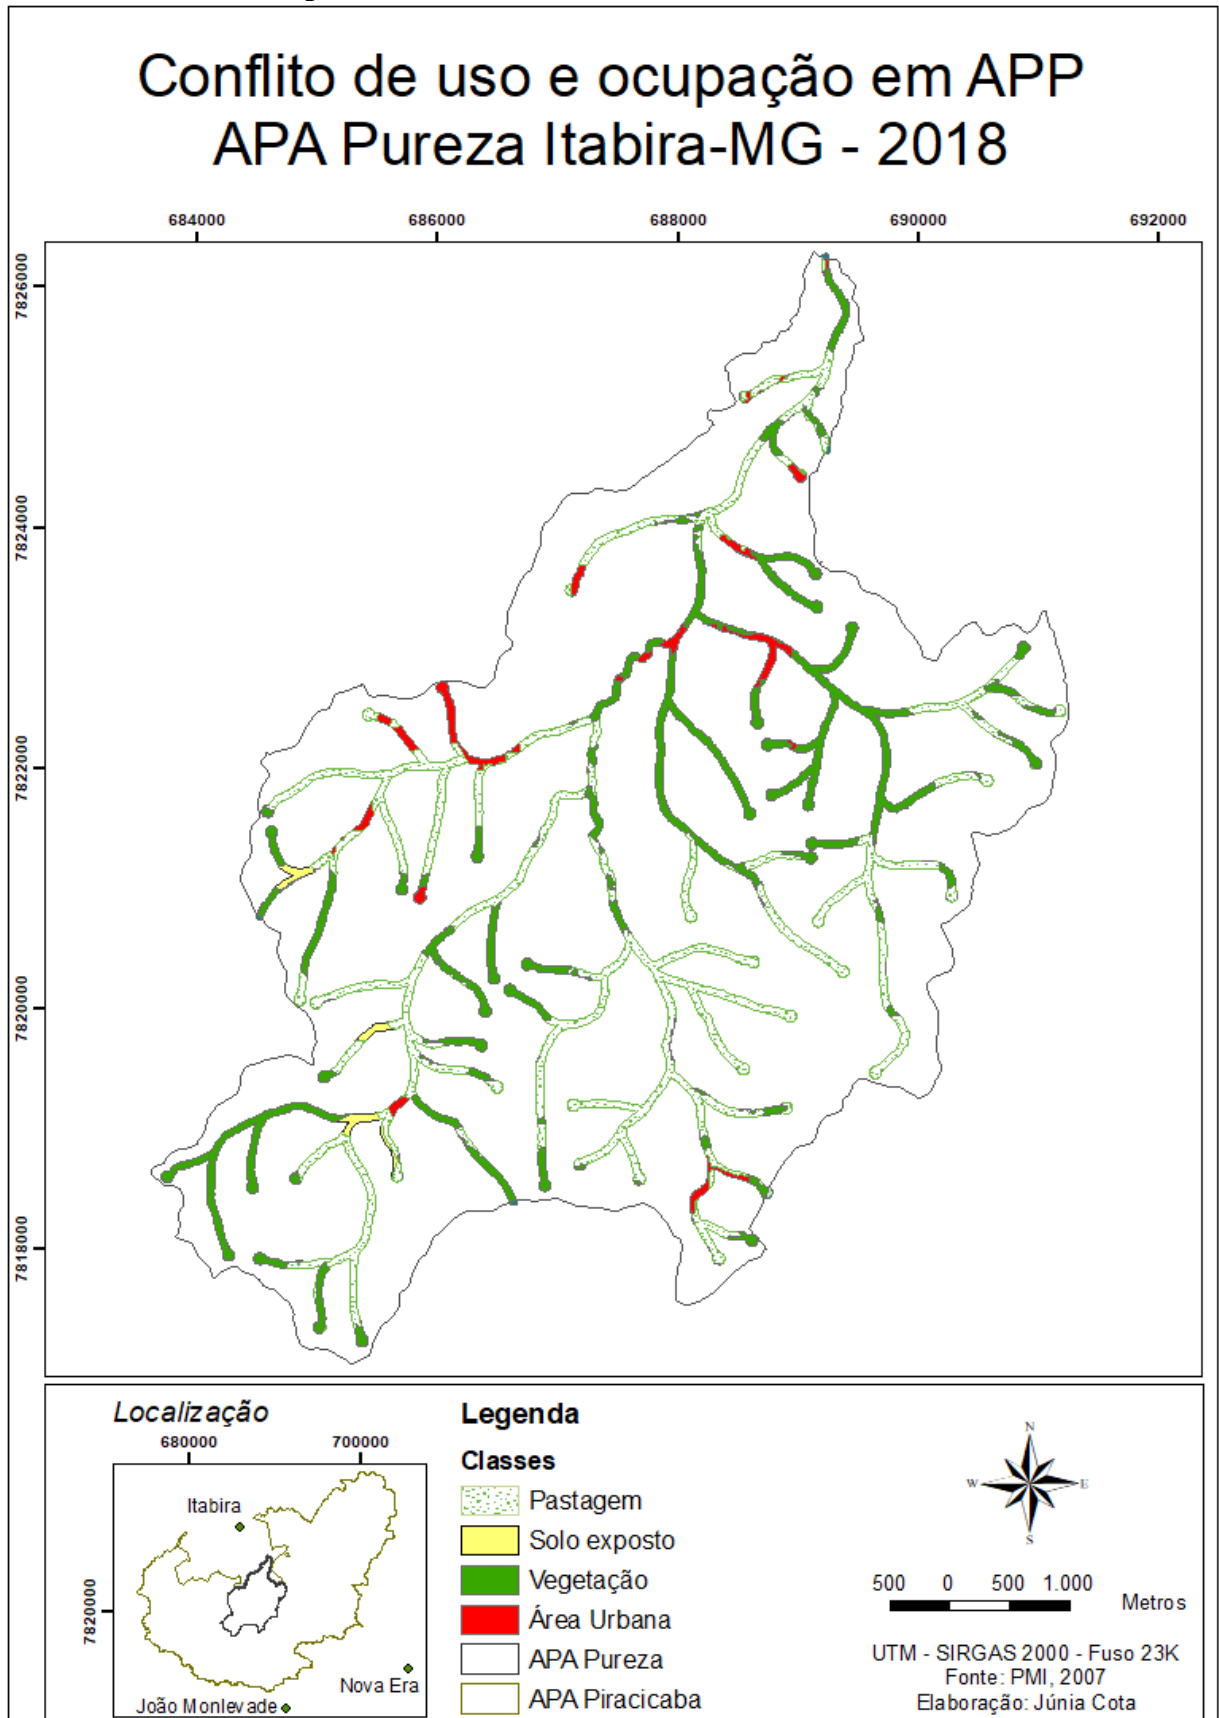 Conflito de uso e ocupação em APP
APA Pureza Itabira-MG - 2018
684000
686000
688000
690000
692000
7826000
7824000
7822000
7820000
7818000
Localização
680000
700000
7820000
Itabira
Nova Era
João Monlevade
Legenda
Classes
Pastagem
Solo exposto
Vegetação
Área Urbana
APA Pureza
APA Piracicaba
N
W
E
S
500 0 500 1.000
Metros
UTM - SIRGAS 2000 - Fuso 23K
Fonte: PMI, 2007
Elaboração: Júnia Cota